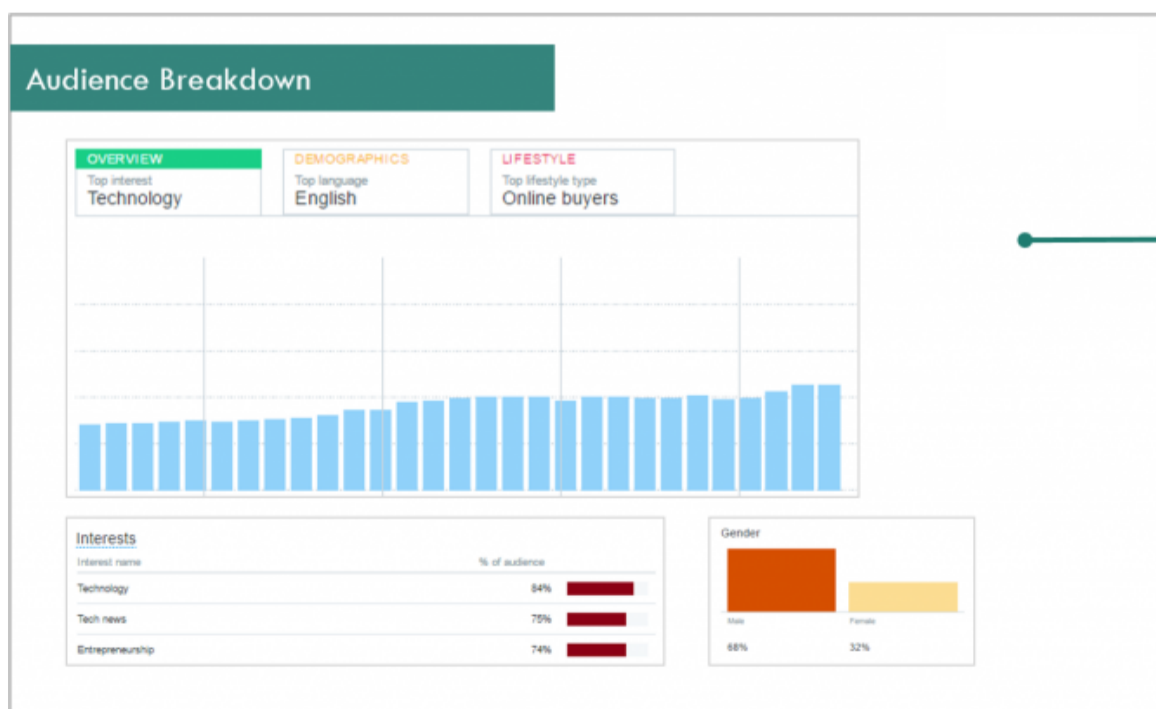 Audience Breakdown
OVERVIEW DEMOGRAPHICS LIFESTYLE
Top interest Top language Top lifestyle type
Technology English Online buyers
Interests
Interest name % of audience
Technology 84%
Tech news 75%
Entrepreneurship 74%
Gender
Male Female
68% 32%